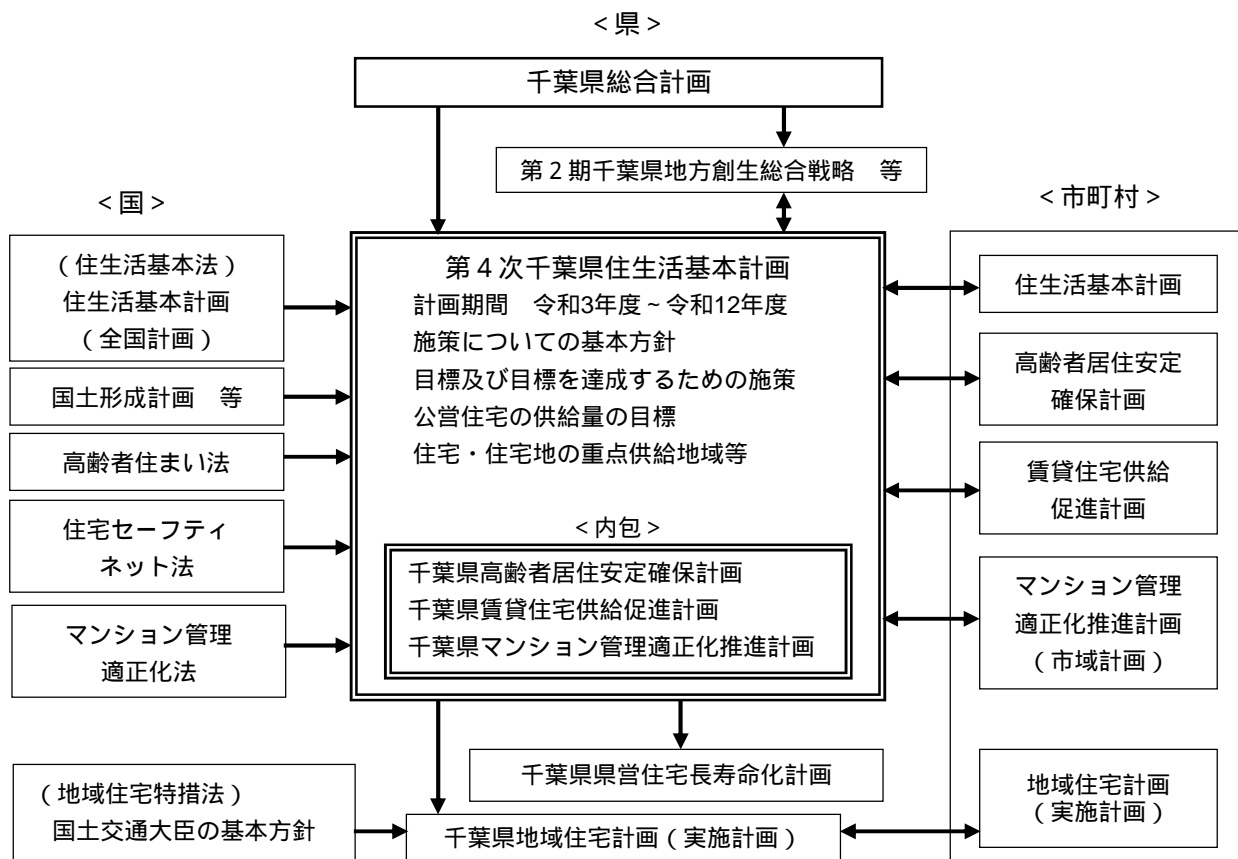 ＜県＞
千葉県総合計画
第２期千葉県地方創生総合戦略　等
＜国＞
（住生活基本法）
住生活基本計画
（全国計画）
国土形成計画　等
高齢者住まい法
住宅セーフティ
ネット法
マンション管理
適正化法
（地域住宅特措法）
国土交通大臣の基本方針
第４次千葉県住生活基本計画
計画期間　令和3年度～令和12年度
施策についての基本方針
目標及び目標を達成するための施策
公営住宅の供給量の目標
住宅・住宅地の重点供給地域等
＜内包＞
千葉県高齢者居住安定確保計画
千葉県賃貸住宅供給促進計画
千葉県マンション管理適正化推進計画
千葉県県営住宅長寿命化計画
千葉県地域住宅計画（実施計画）
＜市町村＞
住生活基本計画
高齢者居住安定
確保計画
賃貸住宅供給
促進計画
マンション管理
適正化推進計画
（市域計画）
地域住宅計画
（実施計画）